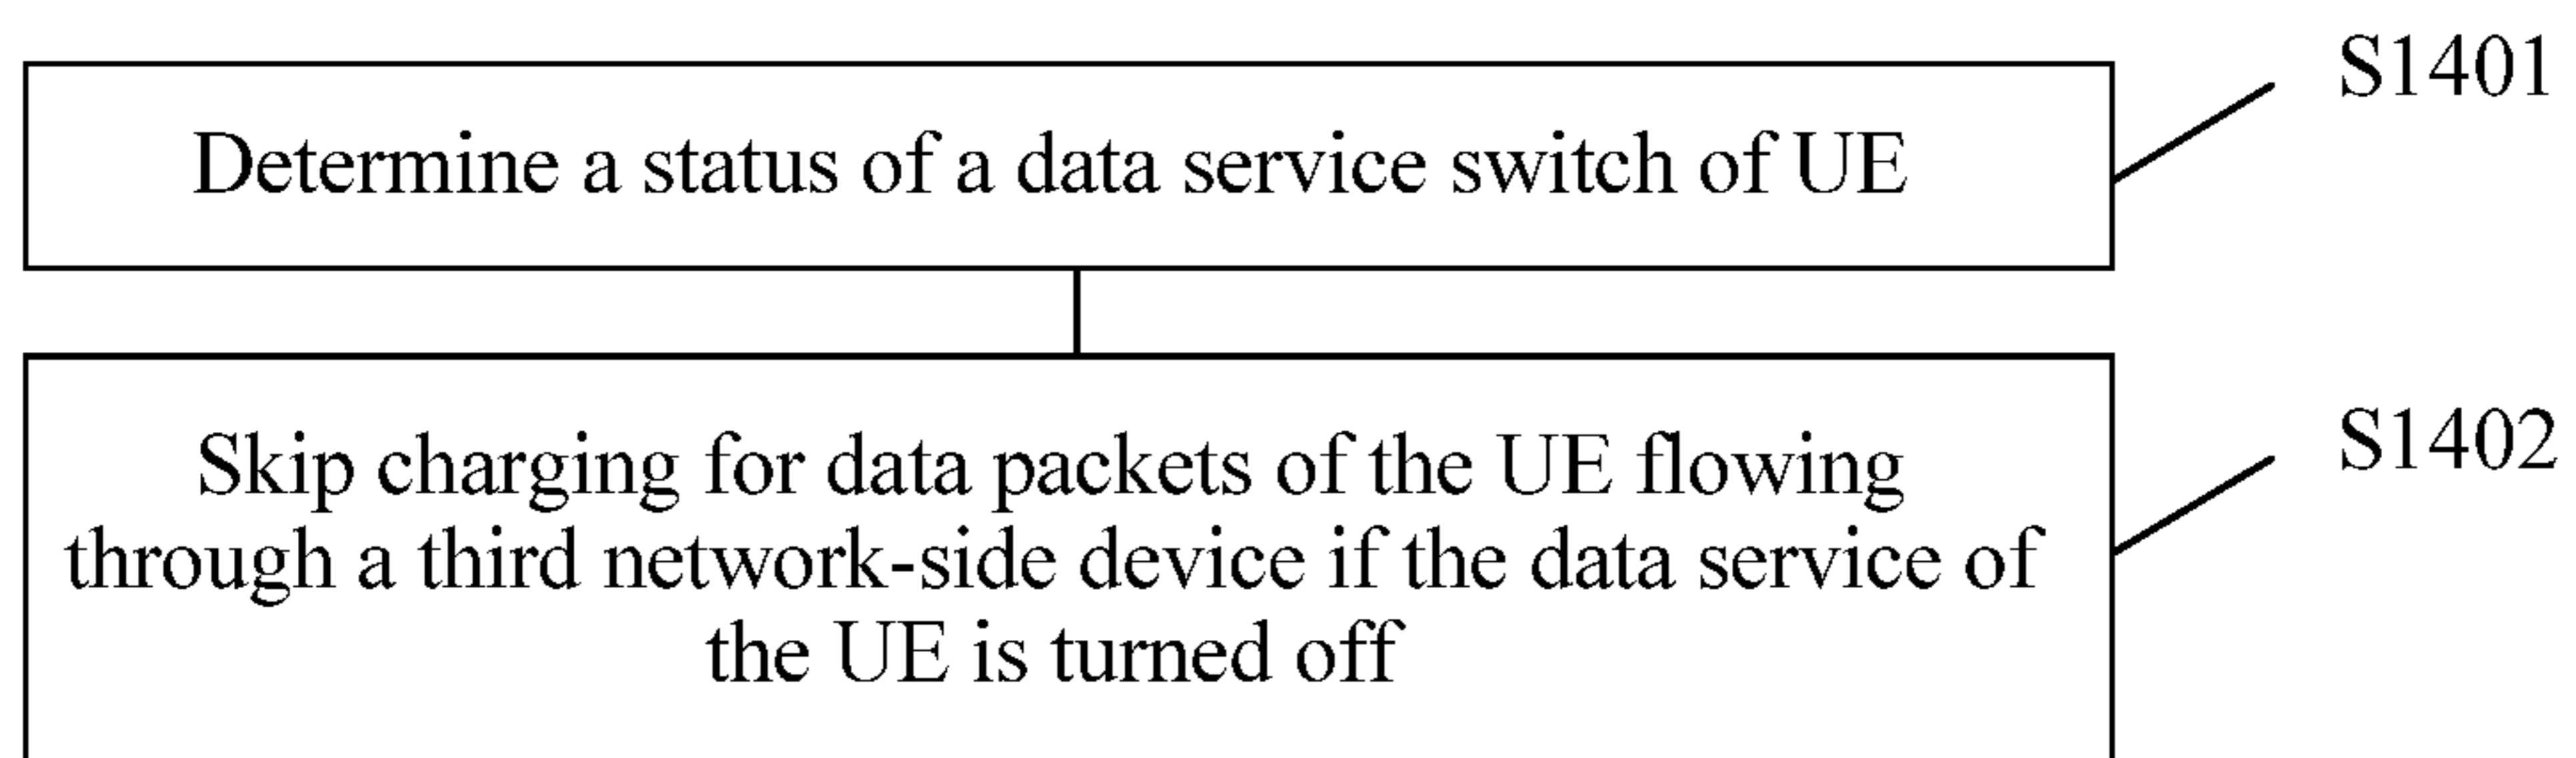 S1401
Determine a status of a data service switch of UE
S1402
Skip charging for data packets of the UE flowing
through a third network-side device if the data service of
the UE is turned off